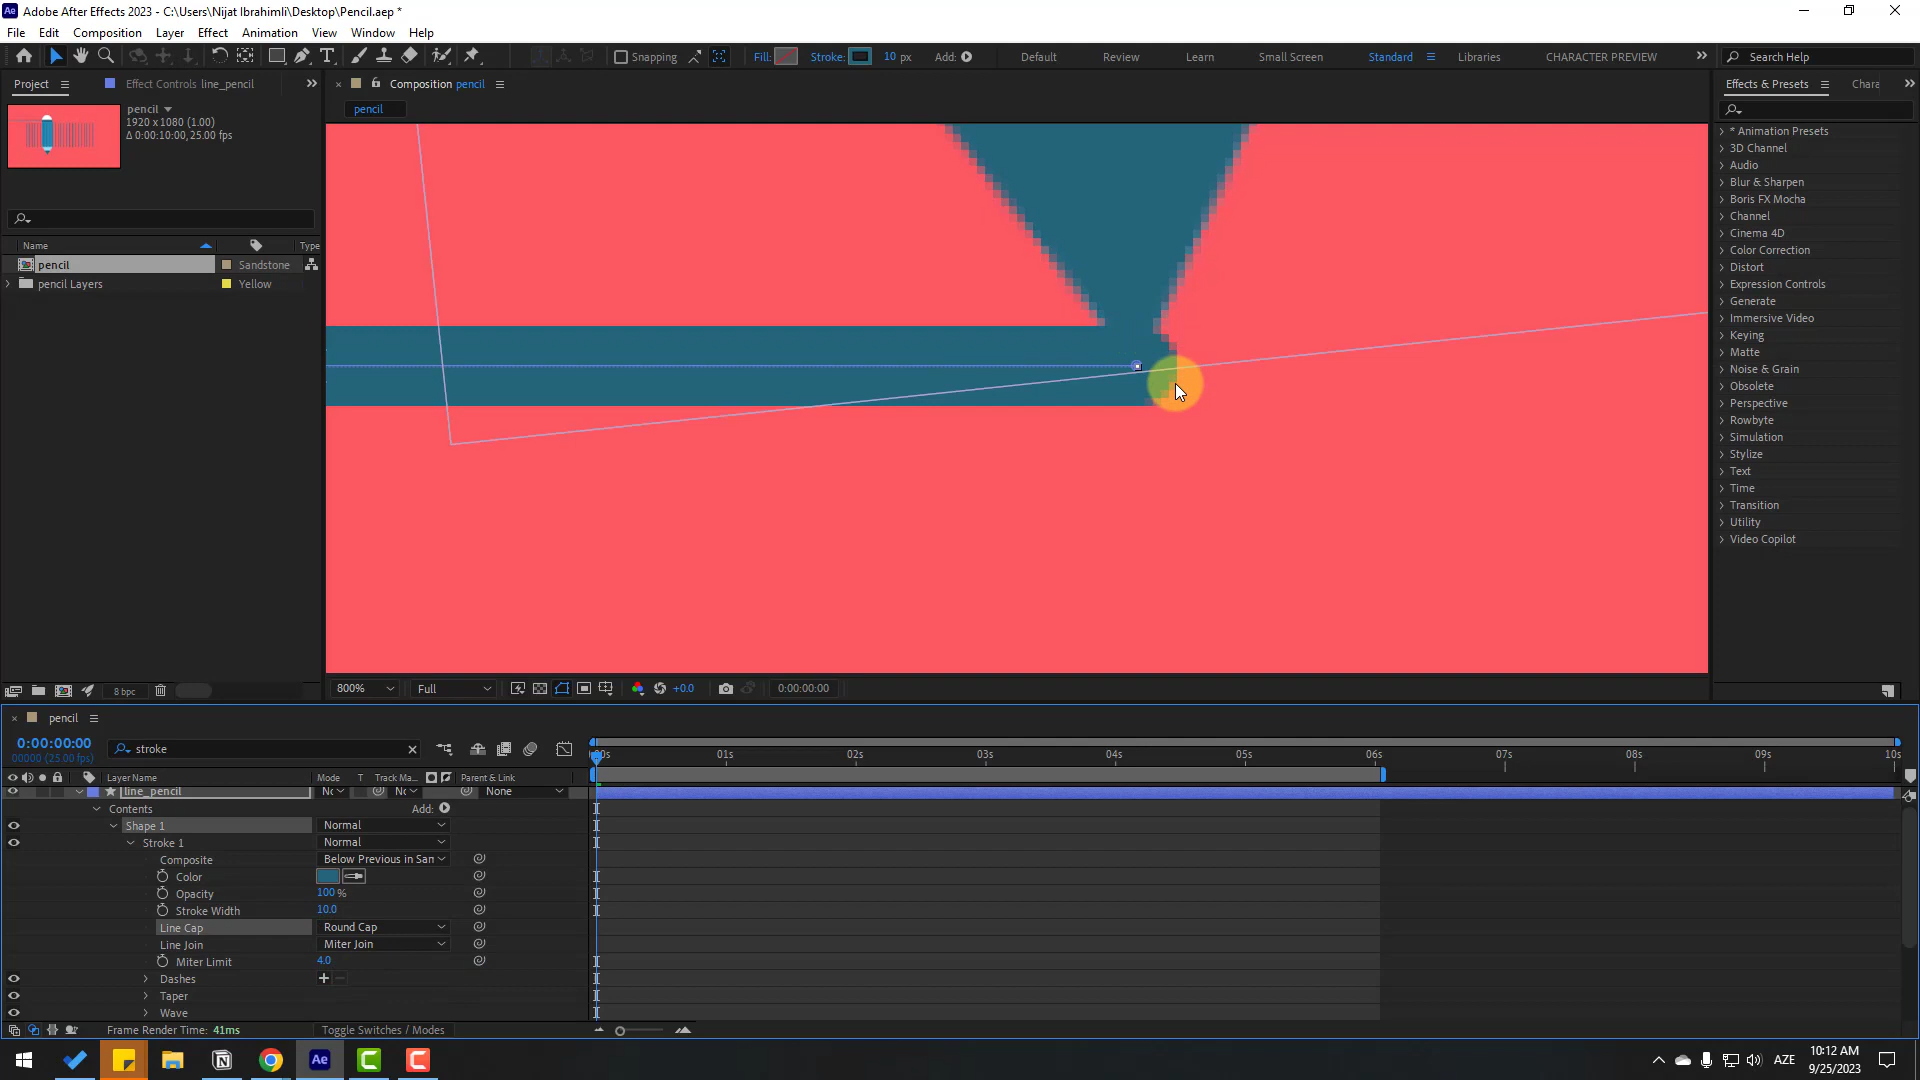 Adobe After Effects 2023 - C:\Users\Nijat Ibrahimli\Desktop\Pencil.aep *
File Edit Composition Layer Effect Animation View Window Help
Snapping Fill: Stroke: 10 px Add: Default Review Learn Small Screen Standard Libraries CHARACTER PREVIEW Search Help
Project Effect Controls line_pencil Composition pencil Effects & Presets Chara
pencil
1920 x 1080 (1.00)
Δ 0:00:10:00, 25.00 fps
pencil
* Animation Presets
3D Channel
Audio
Blur & Sharpen
Boris FX Mocha
Channel
Cinema 4D
Color Correction
Distort
Expression Controls
Generate
Immersive Video
Keying
Matte
Noise & Grain
Obsolete
Perspective
Rowbyte
Simulation
Stylize
Text
Time
Transition
Utility
Video Copilot
Name Type
pencil Sandstone
pencil Layers Yellow
8 bpc 800% Full +0.0 0:00:00:00
pencil
0:00:00:00 stroke
00000 (25.00 fps)
00s 01s 02s 03s 04s 05s 06s 07s 08s 09s 10s
Layer Name Mode T Track Ma... Parent & Link
line_pencil None
Contents Add:
Shape 1 Normal
Stroke 1 Normal
Composite Below Previous in San
Color
Opacity 100 %
Stroke Width 10.0
Line Cap Round Cap
Line Join Miter Join
Miter Limit 4.0
Dashes + -
Taper
Wave
Frame Render Time: 41ms Toggle Switches / Modes
AZE 10:12 AM
9/25/2023